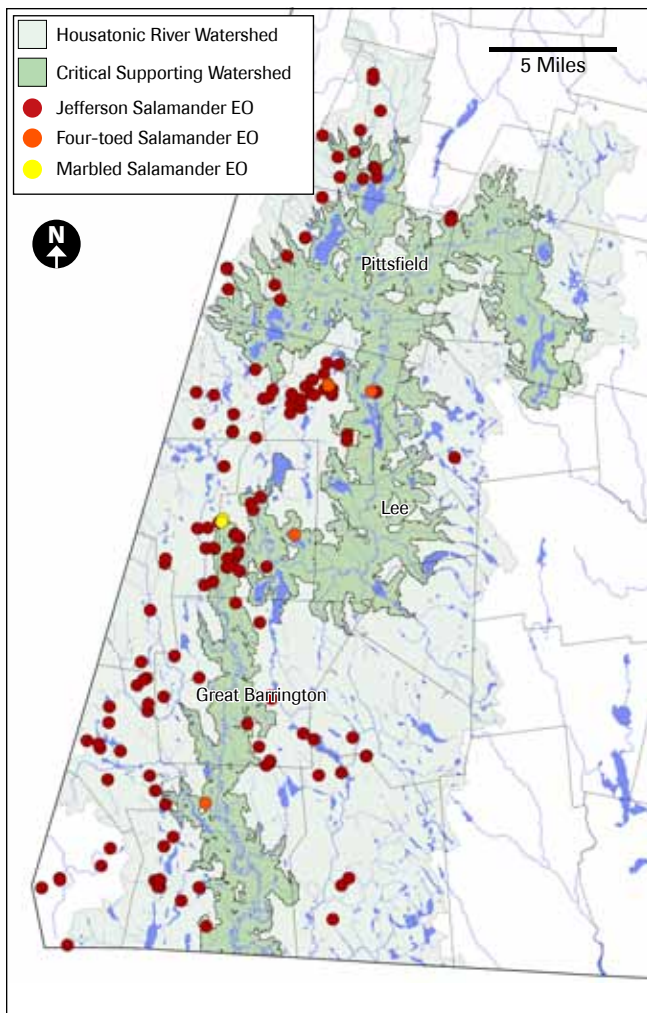 Housatonic River Watershed
Critical Supporting Watershed
Jefferson Salamander EO
Four-toed Salamander EO
Marbled Salamander EO
5 Miles
N
Pittsfield
Lee
Great Barrington